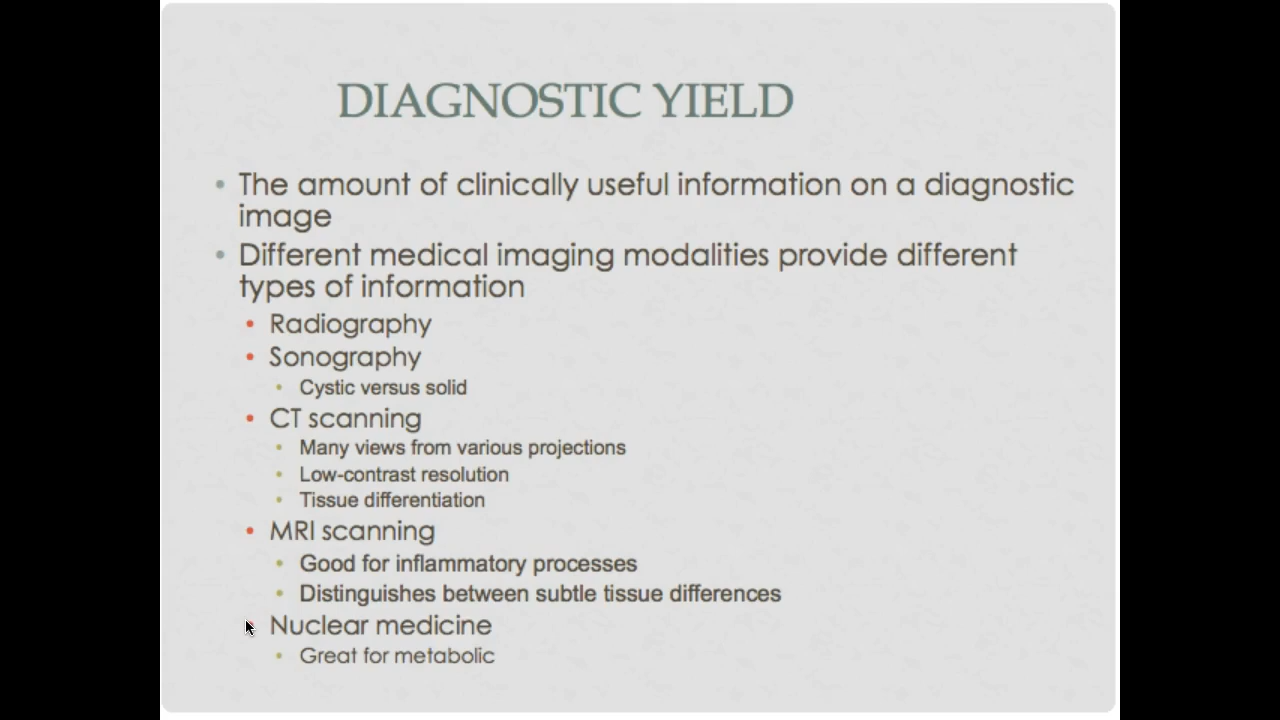 DIAGNOSTIC YIELD
• The amount of clinically useful information on a diagnostic
image
• Different medical imaging modalities provide different
types of information
• Radiography
• Sonography
• Cystic versus solid
• CT scanning
• Many views from various projections
• Low-contrast resolution
• Tissue differentiation
• MRI scanning
• Good for inflammatory processes
• Distinguishes between subtle tissue differences
Nuclear medicine
• Great for metabolic